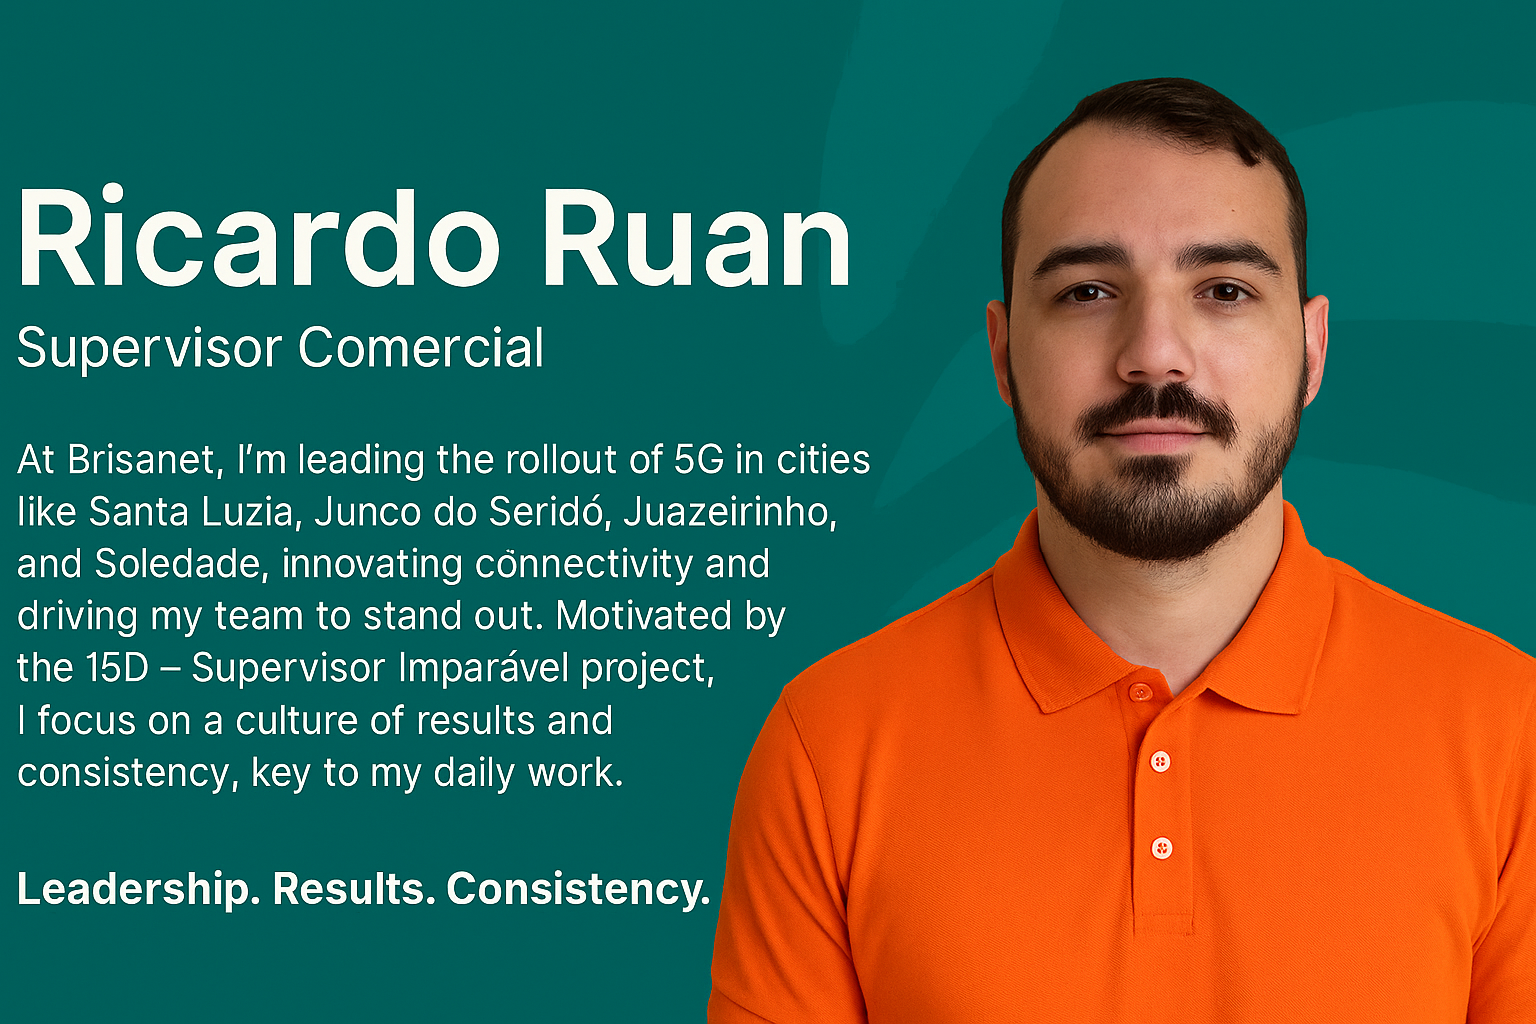 Ricardo Ruan
Supervisor Comercial
At Brisanet, I’m leading the rollout of 5G in cities
like Santa Luzia, Junco do Seridó, Juazeirinho,
and Soledade, innovating connectivity and
driving my team to stand out. Motivated by
the 15D – Supervisor Imparável project,
I focus on a culture of results and
consistency, key to my daily work.
Leadership. Results. Consistency.